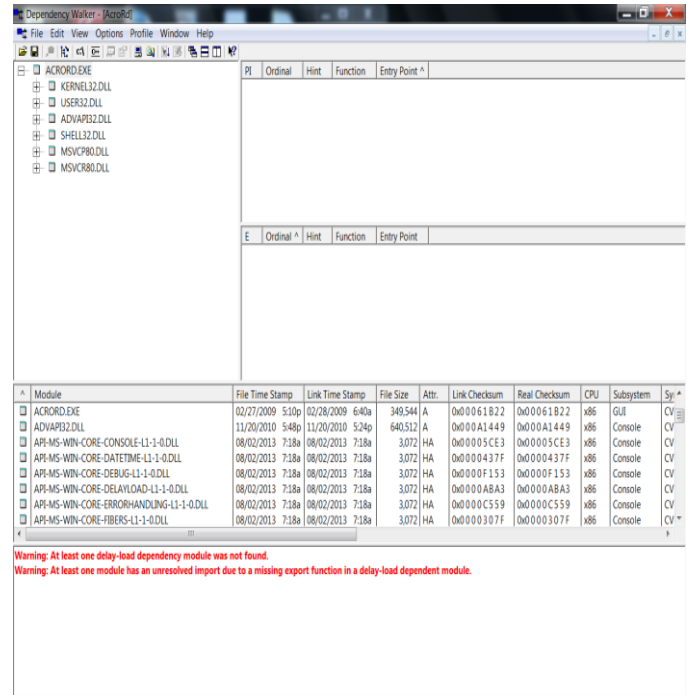 Dependency Walker - [AcroRd]
File Edit View Options Profile Window Help
ACRORD.EXE
KERNEL32.DLL
USER32.DLL
ADVAPI32.DLL
SHELL32.DLL
MSVCP80.DLL
MSVCR80.DLL
PI Ordinal Hint Function Entry Point ^
E Ordinal ^ Hint Function Entry Point
^ Module File Time Stamp Link Time Stamp File Size Attr. Link Checksum Real Checksum CPU Subsystem
ACRORD.EXE 02/27/2009 5:10p 02/28/2009 6:40a 349,544 A 0x00061B22 0x00061B22 x86 GUI CV
ADVAPI32.DLL 11/20/2010 5:48p 11/20/2010 5:24p 640,512 A 0x000A1449 0x000A1449 x86 Console CV
API-MS-WIN-CORE-CONSOLE-L1-1-0.DLL 08/02/2013 7:18a 08/02/2013 7:18a 3,072 HA 0x00005CE3 0x00005CE3 x86 Console CV
API-MS-WIN-CORE-DATETIME-L1-1-0.DLL 08/02/2013 7:18a 08/02/2013 7:18a 3,072 HA 0x0000437F 0x0000437F x86 Console CV
API-MS-WIN-CORE-DEBUG-L1-1-0.DLL 08/02/2013 7:18a 08/02/2013 7:18a 3,072 HA 0x0000F153 0x0000F153 x86 Console CV
API-MS-WIN-CORE-DELAYLOAD-L1-1-0.DLL 08/02/2013 7:18a 08/02/2013 7:18a 3,072 HA 0x0000ABA3 0x0000ABA3 x86 Console CV
API-MS-WIN-CORE-ERRORHANDLING-L1-1-0.DLL 08/02/2013 7:18a 08/02/2013 7:18a 3,072 HA 0x0000C559 0x0000C559 x86 Console CV
API-MS-WIN-CORE-FIBERS-L1-1-0.DLL 08/02/2013 7:18a 08/02/2013 7:18a 3,072 HA 0x0000307F 0x0000307F x86 Console CV
Warning: At least one delay-load dependency module was not found.
Warning: At least one module has an unresolved import due to a missing export function in a delay-load dependent module.